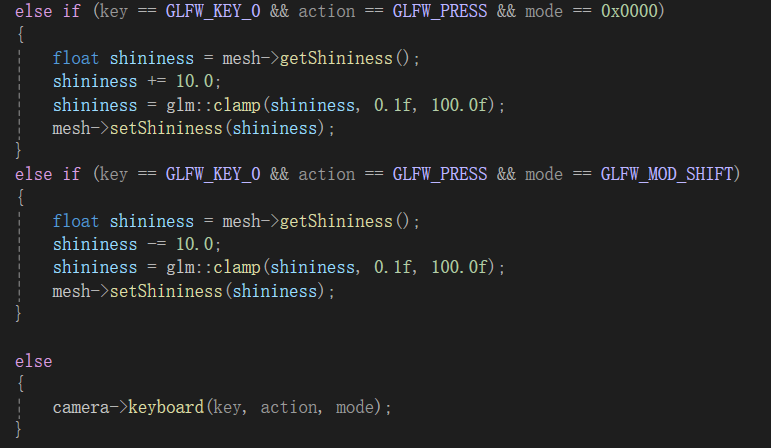 else if (key == GLFW_KEY_0 && action == GLFW_PRESS && mode == 0x0000)
{
float shininess = mesh->getShininess();
shininess += 10.0;
shininess = glm::clamp(shininess, 0.1f, 100.0f);
mesh->setShininess(shininess);
}
else if (key == GLFW_KEY_0 && action == GLFW_PRESS && mode == GLFW_MOD_SHIFT)
{
float shininess = mesh->getShininess();
shininess -= 10.0;
shininess = glm::clamp(shininess, 0.1f, 100.0f);
mesh->setShininess(shininess);
}
else
{
camera->keyboard(key, action, mode);
}